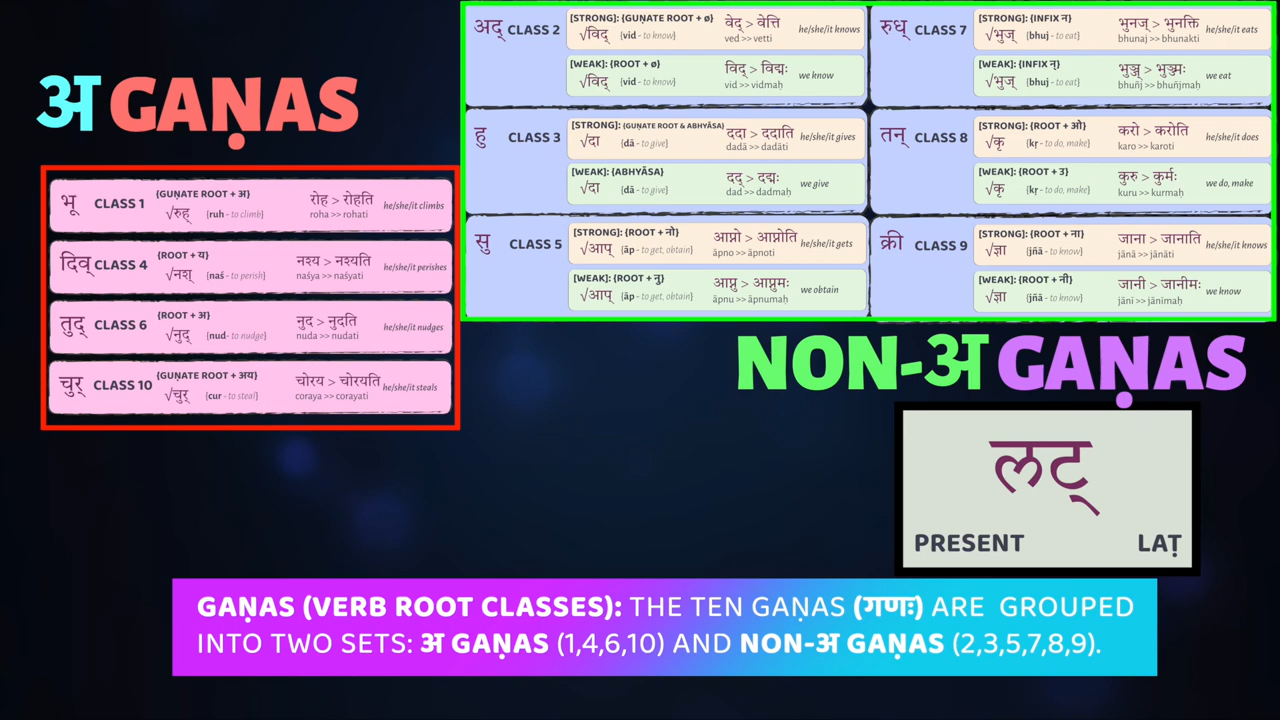 अ GAṆAS
भू CLASS 1
{GUṆATE ROOT + अ}
√रुह् {ruh - to climb}
रोह > रोहति
roha >> rohati
he/she/it climbs
दिव् CLASS 4
{ROOT + य}
√नश् {naś - to perish}
नश्य > नश्यति
naśya >> naśyati
he/she/it perishes
तुद् CLASS 6
{ROOT + अ}
√नुद् {nud- to nudge}
नुद > नुदति
nuda >> nudati
he/she/it nudges
चुर् CLASS 10
{GUṆATE ROOT + अय}
√चुर् {cur - to steal}
चोरय > चोरयति
coraya >> corayati
he/she/it steals
अद् CLASS 2
[STRONG]: {GUṆATE ROOT + ø}
√विद् {vid - to know}
वेद् > वेत्ति
ved >> vetti
he/she/it knows
[WEAK]: {ROOT + ø}
√विद् {vid - to know}
विद् > विद्मः
vid >> vidmaḥ
we know
हु CLASS 3
[STRONG]: {GUṆATE ROOT & ABHYĀSA}
√दा {dā - to give}
ददा > ददाति
dadā >> dadāti
he/she/it gives
[WEAK]: {ABHYĀSA}
√दा {dā - to give}
दद् > दद्मः
dad >> dadmaḥ
we give
सु CLASS 5
[STRONG]: {ROOT + नो}
√आप् {āp - to get, obtain}
आप्नो > आप्नोति
āpno >> āpnoti
he/she/it gets
[WEAK]: {ROOT + नु}
√आप् {āp - to get, obtain}
आप्नु > आप्नुमः
āpnu >> āpnumaḥ
we obtain
रुध् CLASS 7
[STRONG]: {INFIX न}
√भुज् {bhuj - to eat}
भुनज् > भुनक्ति
bhunaj >> bhunakti
he/she/it eats
[WEAK]: {INFIX न्}
√भुज् {bhuj - to eat}
भुञ्ज् > भुञ्ज्मः
bhuñj >> bhuñjmaḥ
we eat
तन् CLASS 8
[STRONG]: {ROOT + ओ}
√कृ {kṛ - to do, make}
करो > करोति
karo >> karoti
he/she/it does
[WEAK]: {ROOT + उ}
√कृ {kṛ - to do, make}
कुरु > कुर्मः
kuru >> kurmaḥ
we do, make
क्री CLASS 9
[STRONG]: {ROOT + ना}
√ज्ञा {jñā - to know}
जाना > जानाति
jānā >> jānāti
he/she/it knows
[WEAK]: {ROOT + नी}
√ज्ञा {jñā - to know}
जानी > जानीमः
jānī >> jānīmaḥ
we know
NON-अ GAṆAS
लट्
PRESENT LAṬ
GAṆAS (VERB ROOT CLASSES): THE TEN GAṆAS (गणः) ARE GROUPED
INTO TWO SETS: अ GAṆAS (1,4,6,10) AND NON-अ GAṆAS (2,3,5,7,8,9).